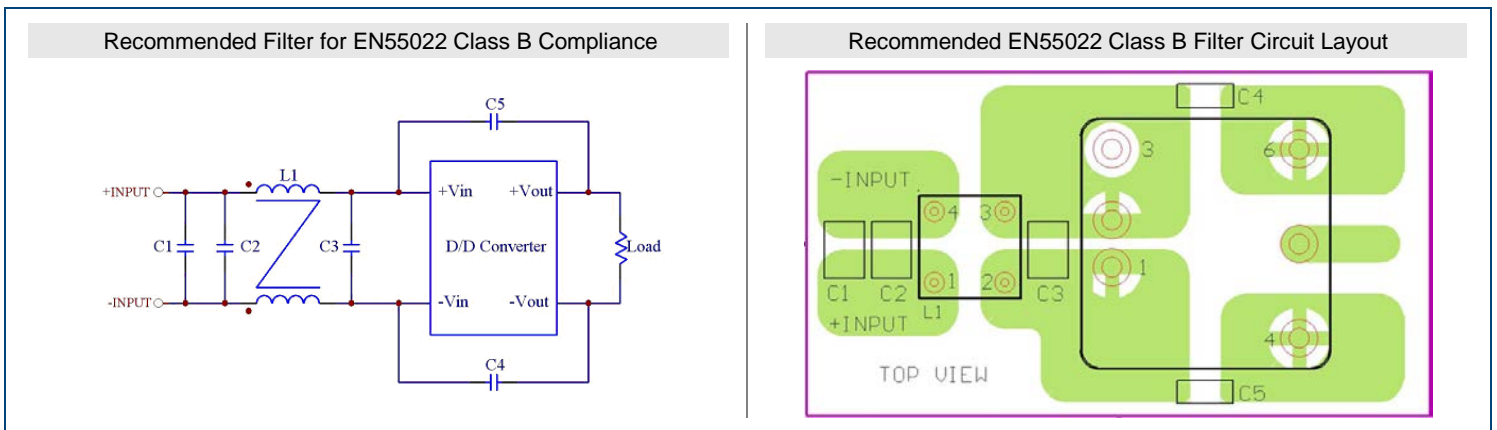 Recommended Filter for EN55022 Class B Compliance
C5
L1
+INPUT
+Vin
+Vout
C1
C2
C3
D/D Converter
Load
-INPUT
-Vin
-Vout
C4
Recommended EN55022 Class B Filter Circuit Layout
C4
3
6
-INPUT
4
3
1
1
2
C1
C2
L1
C3
+INPUT
4
TOP VIEW
C5